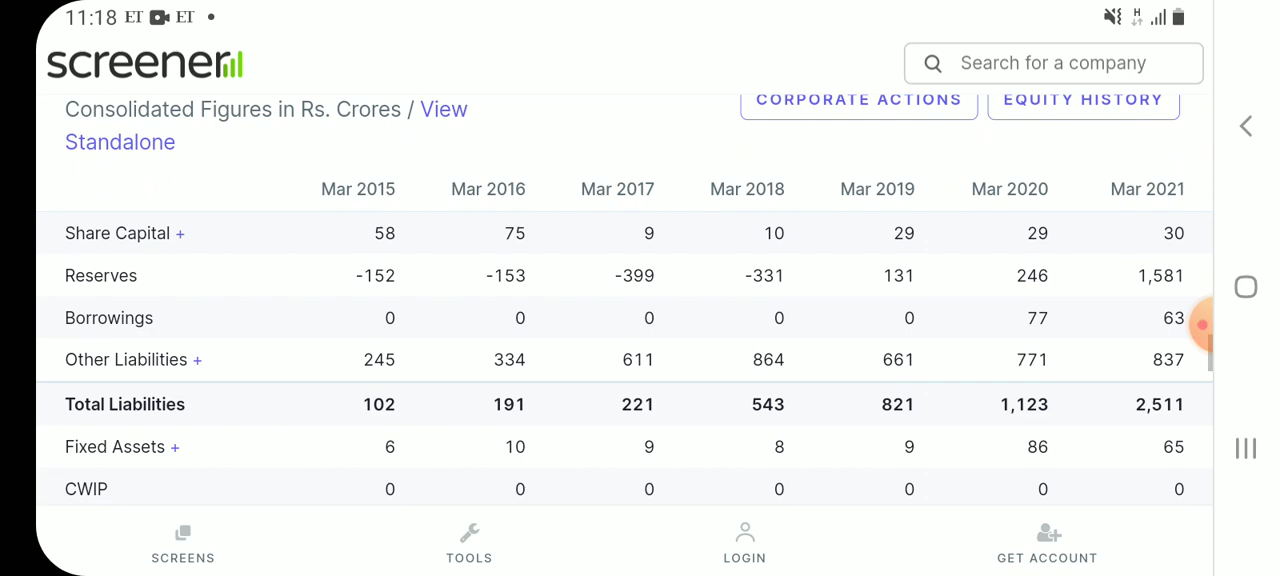 11:18 ET ET
screener
Search for a company
Consolidated Figures in Rs. Crores / View Standalone
CORPORATE ACTIONS
EQUITY HISTORY
Mar 2015 Mar 2016 Mar 2017 Mar 2018 Mar 2019 Mar 2020 Mar 2021
Share Capital + 58 75 9 10 29 29 30
Reserves -152 -153 -399 -331 131 246 1,581
Borrowings 0 0 0 0 0 77 63
Other Liabilities + 245 334 611 864 661 771 837
Total Liabilities 102 191 221 543 821 1,123 2,511
Fixed Assets + 6 10 9 8 9 86 65
CWIP 0 0 0 0 0 0 0
SCREENS TOOLS LOGIN GET ACCOUNT